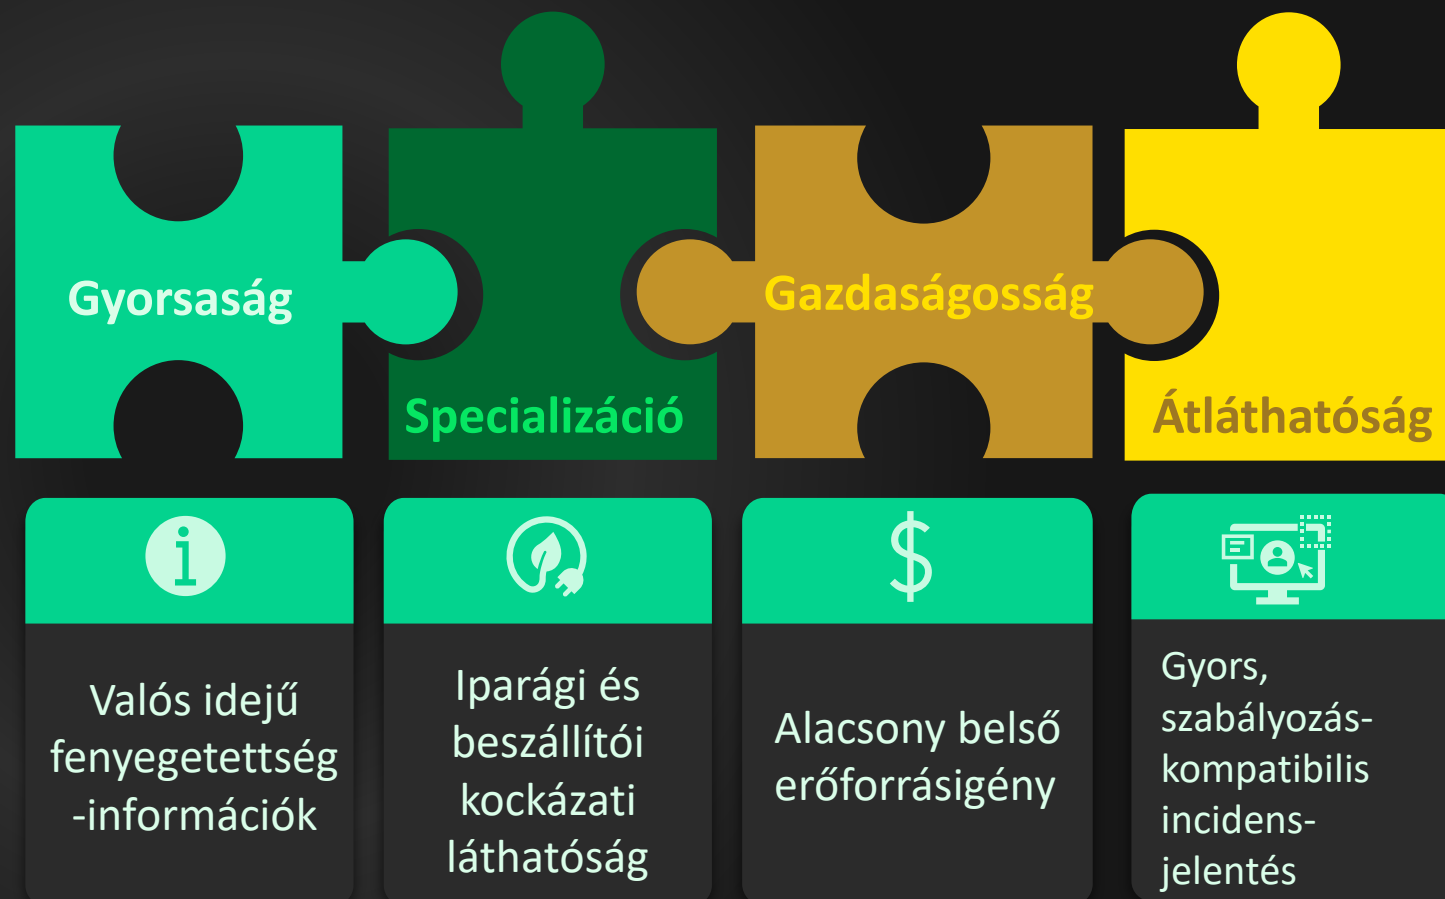 Gyorsaság
Specializáció
Gazdaságosság
Átláthatóság
Valós idejű
fenyegetettség
-információk
Iparági és
beszállítói
kockázati
láthatóság
$
Alacsony belső
erőforrásigény
Gyors,
szabályozás-
kompatibilis
incidens-
jelentés